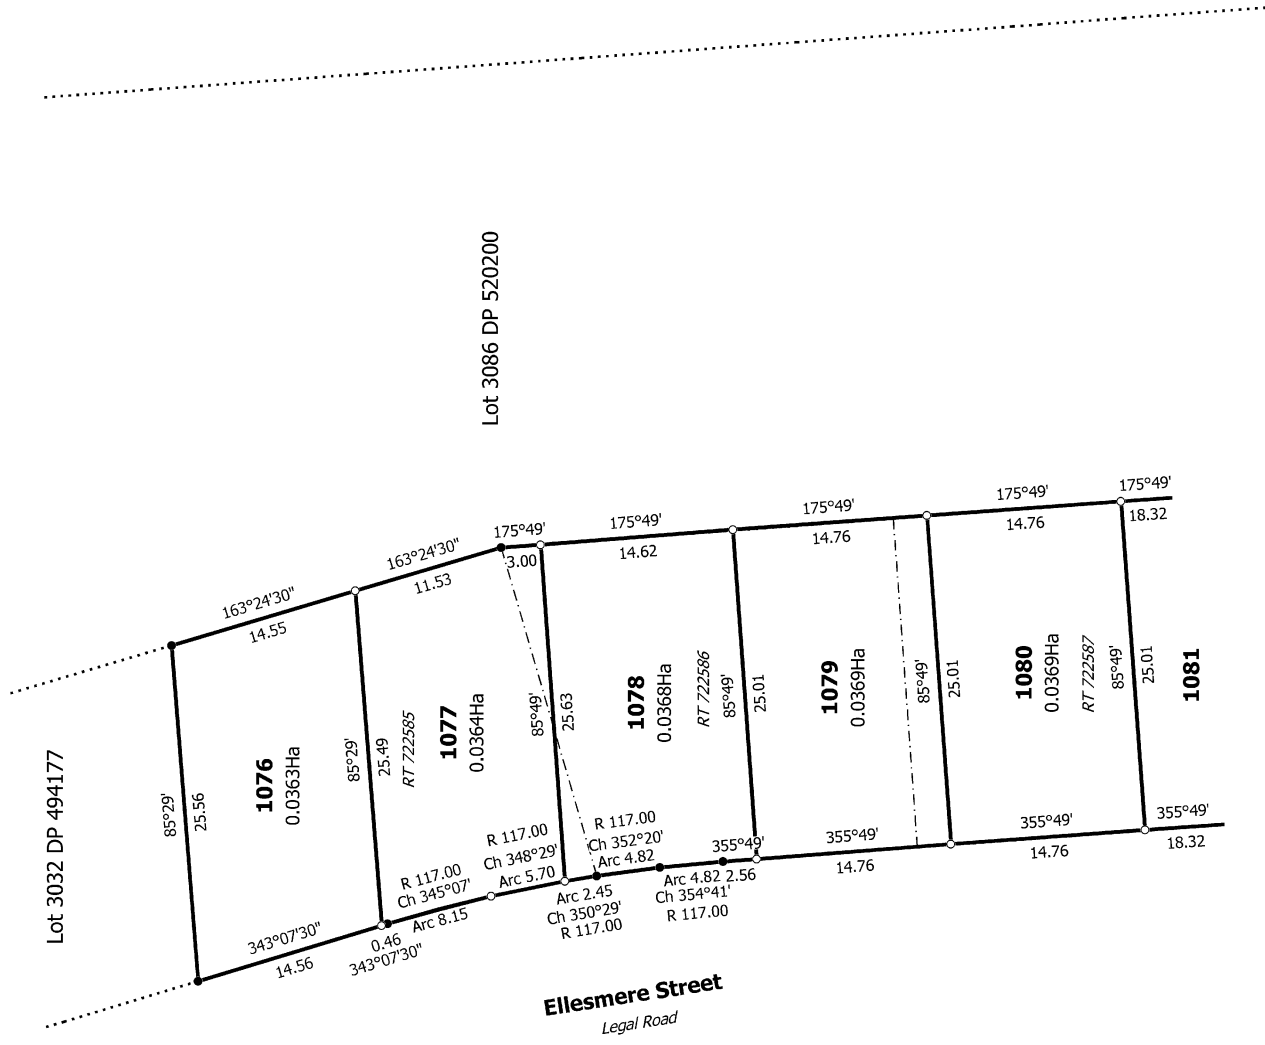 Lot 3086 DP 520200
175°49'
18.32
175°49'
14.76
175°49'
14.76
175°49'
14.62
175°49'
3.00
163°24'30"
11.53
163°24'30"
14.55
Lot 3032 DP 494177
85°29'
25.56
1076
0.0363Ha
85°29'
25.49
RT 722585
1077
0.0364Ha
85°49'
25.63
1078
0.0368Ha
RT 722586
85°49'
25.01
1079
0.0369Ha
85°49'
25.01
1080
0.0369Ha
RT 722587
85°49'
25.01
1081
343°07'30"
14.56
0.46
343°07'30"
R 117.00
Ch 345°07'
Arc 8.15
R 117.00
Ch 348°29'
Arc 5.70
Arc 2.45
Ch 350°29'
R 117.00
R 117.00
Ch 352°20'
Arc 4.82
Arc 4.82
Ch 354°41'
R 117.00
355°49'
2.56
355°49'
14.76
355°49'
14.76
355°49'
18.32
Ellesmere Street
Legal Road